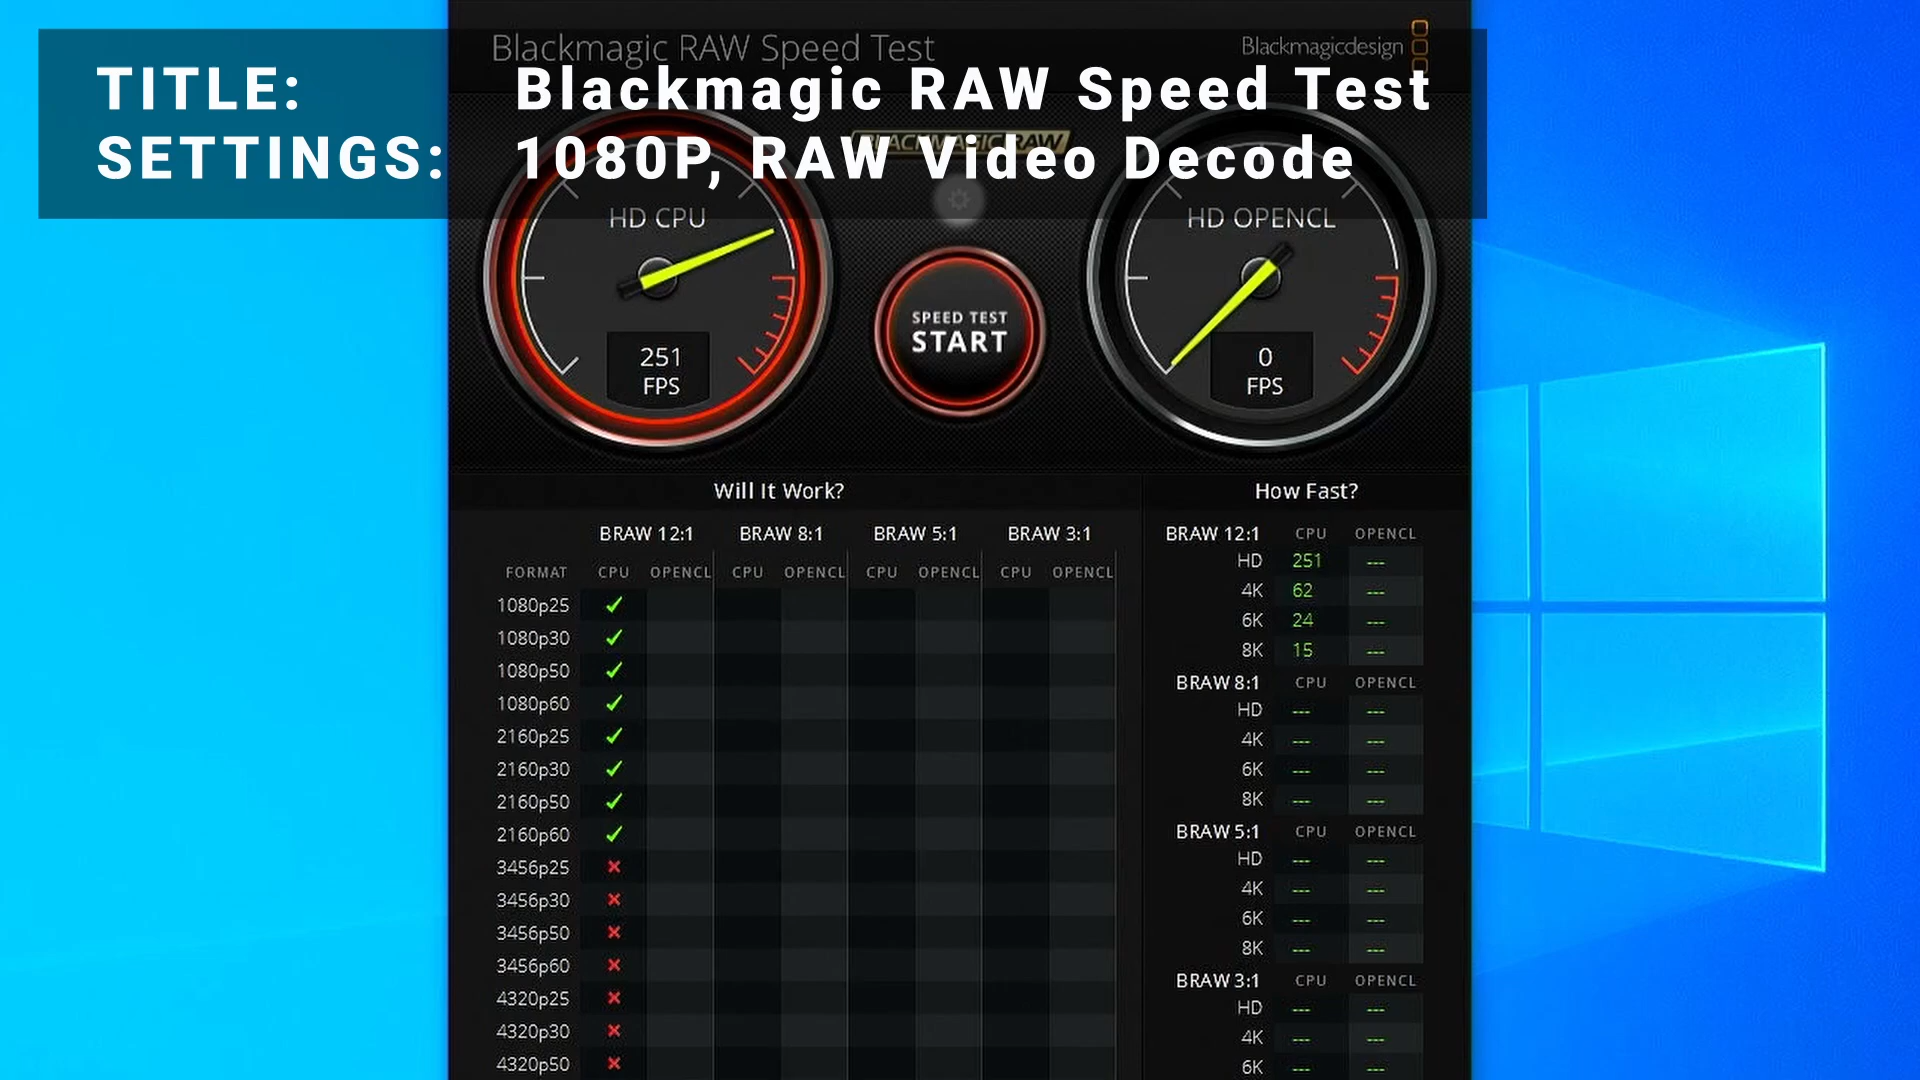 Blackmagic RAW Speed Test
Blackmagicdesign
TITLE: Blackmagic RAW Speed Test
BLACKMAGIC RAW
SETTINGS: 1080P, RAW Video Decode
HD CPU
HD OPENCL
SPEED TEST
START
251
FPS
0
FPS
Will It Work?
How Fast?
BRAW 12:1 BRAW 8:1 BRAW 5:1 BRAW 3:1
FORMAT CPU OPENCL CPU OPENCL CPU OPENCL CPU OPENCL
1080p25 ✓
1080p30 ✓
1080p50 ✓
1080p60 ✓
2160p25 ✓
2160p30 ✓
2160p50 ✓
2160p60 ✓
3456p25 ×
3456p30 ×
3456p50 ×
3456p60 ×
4320p25 ×
4320p30 ×
4320p50 ×
BRAW 12:1 CPU OPENCL
HD 251 ---
4K 62 ---
6K 24 ---
8K 15 ---
BRAW 8:1 CPU OPENCL
HD --- ---
4K --- ---
6K --- ---
8K --- ---
BRAW 5:1 CPU OPENCL
HD --- ---
4K --- ---
6K --- ---
8K --- ---
BRAW 3:1 CPU OPENCL
HD --- ---
4K --- ---
6K --- ---